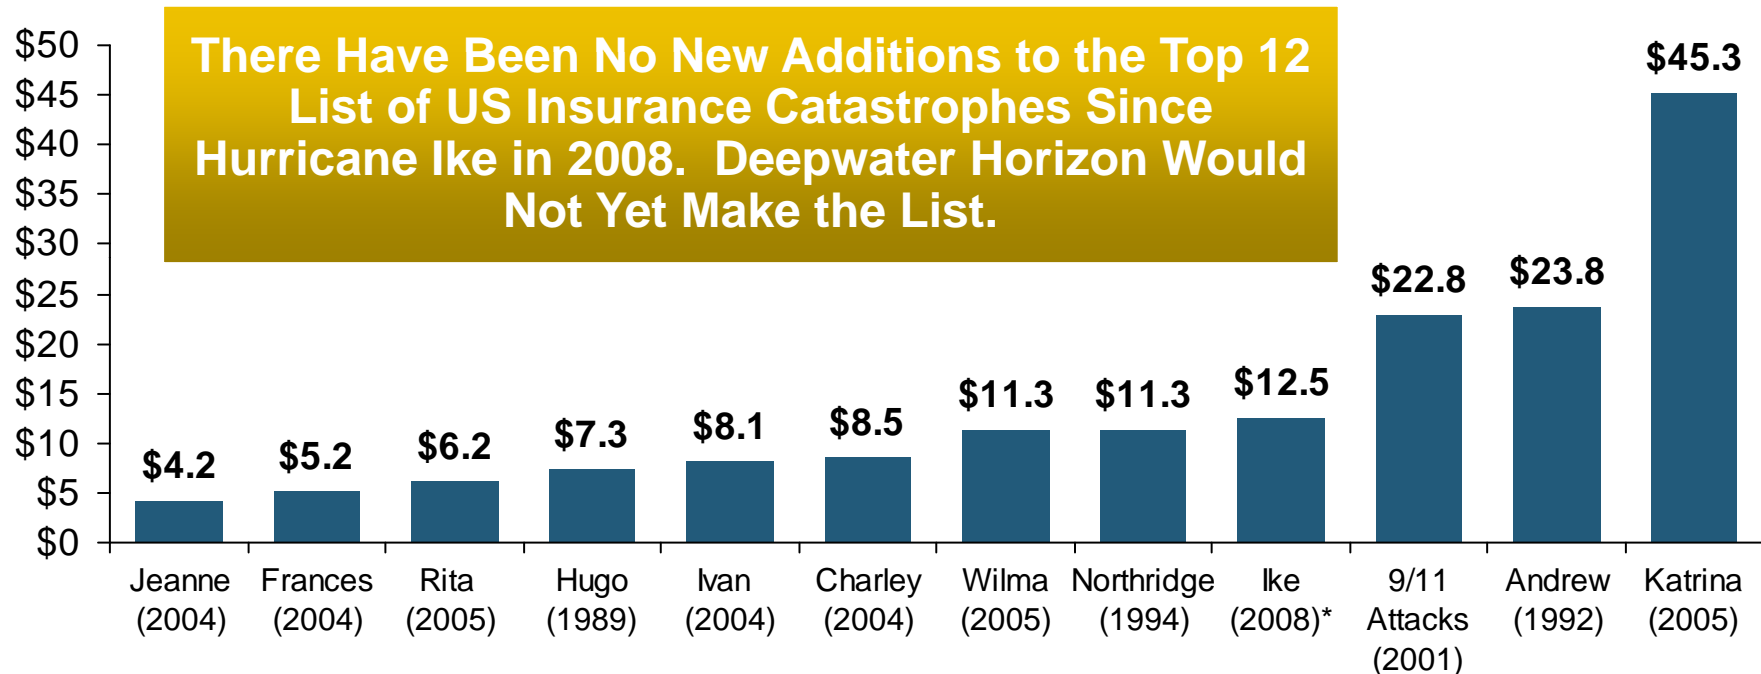 There Have Been No New Additions to the Top 12
List of US Insurance Catastrophes Since
Hurricane Ike in 2008.  Deepwater Horizon Would
Not Yet Make the List.
$50
$45
$40
$35
$30
$25
$20
$15
$10
$5
$0
$4.2
$5.2
$6.2
$7.3
$8.1
$8.5
$11.3
$11.3
$12.5
$22.8
$23.8
$45.3
Jeanne
(2004)
Frances
(2004)
Rita
(2005)
Hugo
(1989)
Ivan
(2004)
Charley
(2004)
Wilma
(2005)
Northridge
(1994)
Ike
(2008)*
9/11
Attacks
(2001)
Andrew
(1992)
Katrina
(2005)